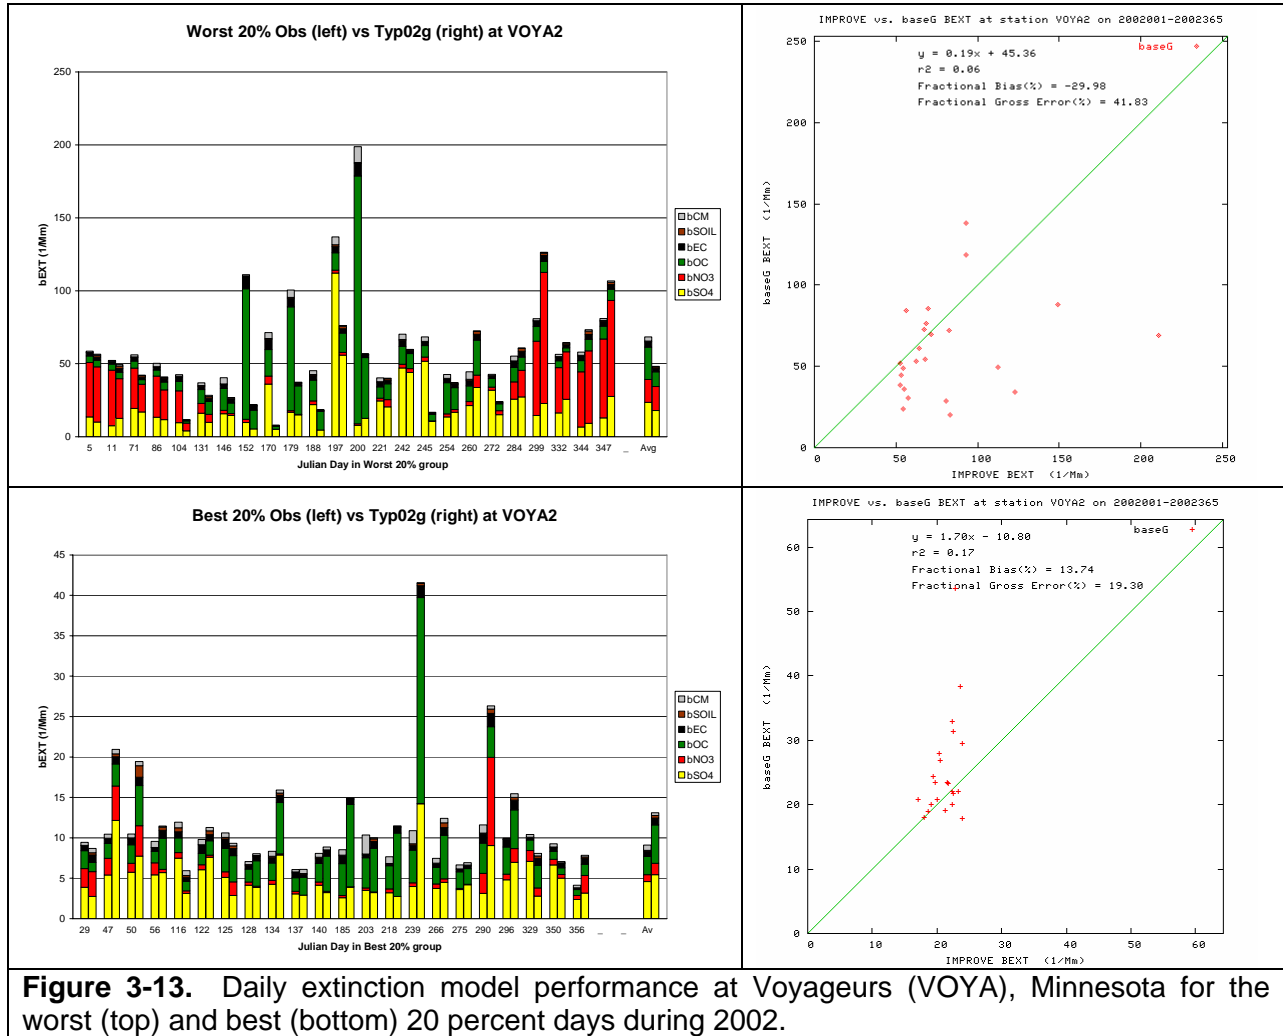 Worst 20% Obs (left) vs Typ02g (right) at VOYA2
bEXT (1/Mm)
250
200
150
100
50
0
bCM
bSOIL
bEC
bOC
bNO3
bSO4
5 11 71 86 104 131 146 152 170 179 188 197 200 221 242 245 260 272 284 299 332 344 347 _ Avg
Julian Day in Worst 20% group
IMPROVE vs. baseG BEXT at station VOYA2 on 2002001-2002365
baseG
y = 0.19x + 45.36
r2 = 0.06
Fractional Bias(%) = -29.98
Fractional Gross Error(%) = 41.83
baseG BEXT (1/Mm)
250
200
150
100
50
0
0 50 100 150 200 250
IMPROVE BEXT (1/Mm)
Best 20% Obs (left) vs Typ02g (right) at VOYA2
bEXT (1/Mm)
45
40
35
30
25
20
15
10
5
0
bCM
bSOIL
bEC
bOC
bNO3
bSO4
29 47 50 56 116 122 125 128 134 137 140 185 203 218 239 266 275 290 296 329 350 356 _ _ Av
Julian Day in Best 20% group
IMPROVE vs. baseG BEXT at station VOYA2 on 2002001-2002365
baseG
y = 1.70x - 10.80
r2 = 0.17
Fractional Bias(%) = 13.74
Fractional Gross Error(%) = 19.30
baseG BEXT (1/Mm)
60
50
40
30
20
10
0
0 10 20 30 40 50 60
IMPROVE BEXT (1/Mm)
Figure 3-13. Daily extinction model performance at Voyageurs (VOYA), Minnesota for the
worst (top) and best (bottom) 20 percent days during 2002.